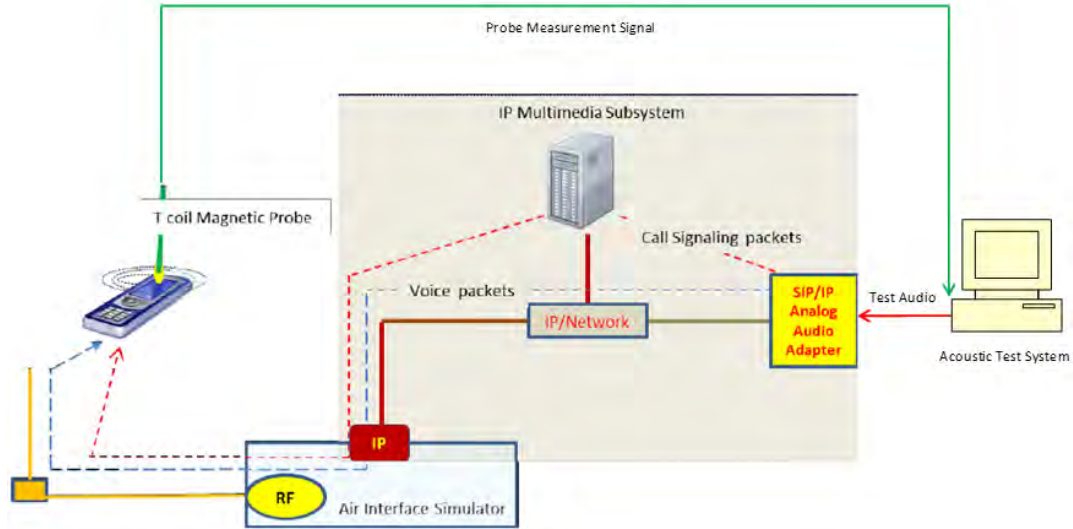 Probe Measurement Signal
IP Multimedia Subsystem
T coil Magnetic Probe
Call Signaling packets
Voice packets
IP/Network
SIP/IP
Analog
Audio
Adapter
Test Audio
Acoustic Test System
IP
RF
Air Interface Simulator